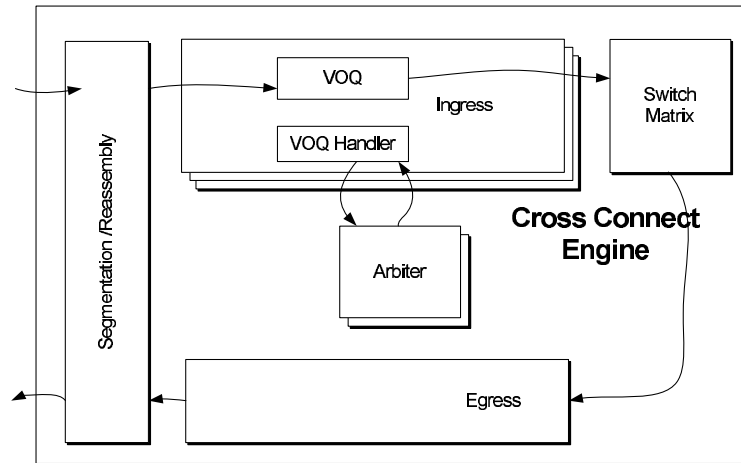 VOQ
Ingress
VOQ Handler
Switch
Matrix
Segmentation /Reassembly
Cross Connect
Engine
Arbiter
Egress